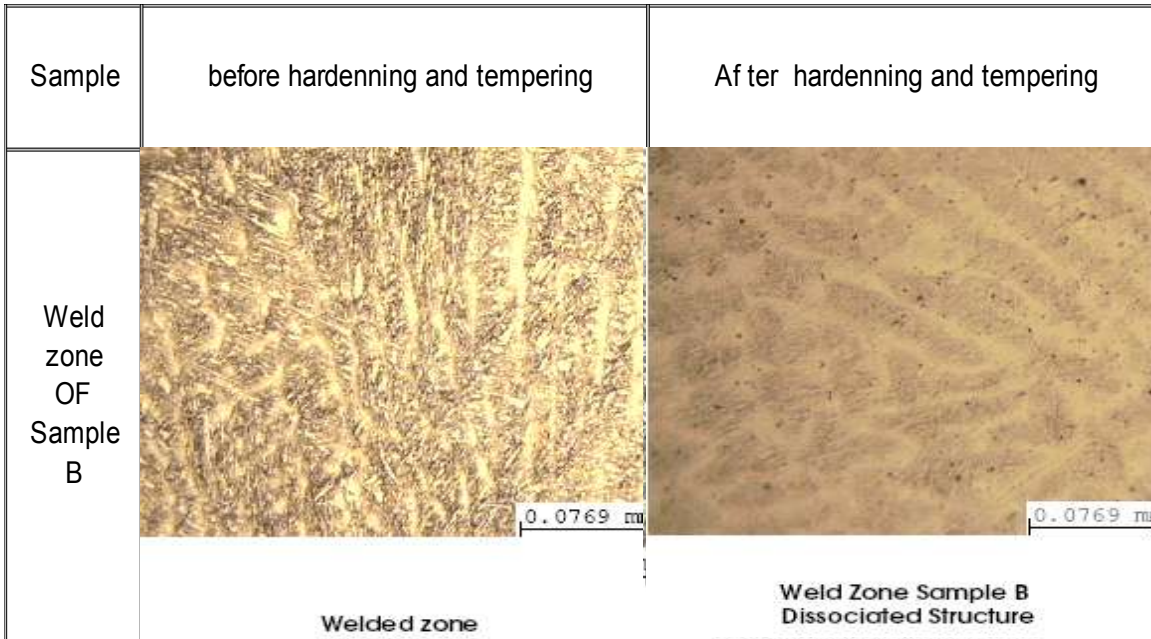 Sample
before hardenning and tempering
Af ter hardenning and tempering
Weld
zone
OF
Sample
B
0.0769 m
0.0769 m
Welded zone
Weld Zone Sample B
Dissociated Structure